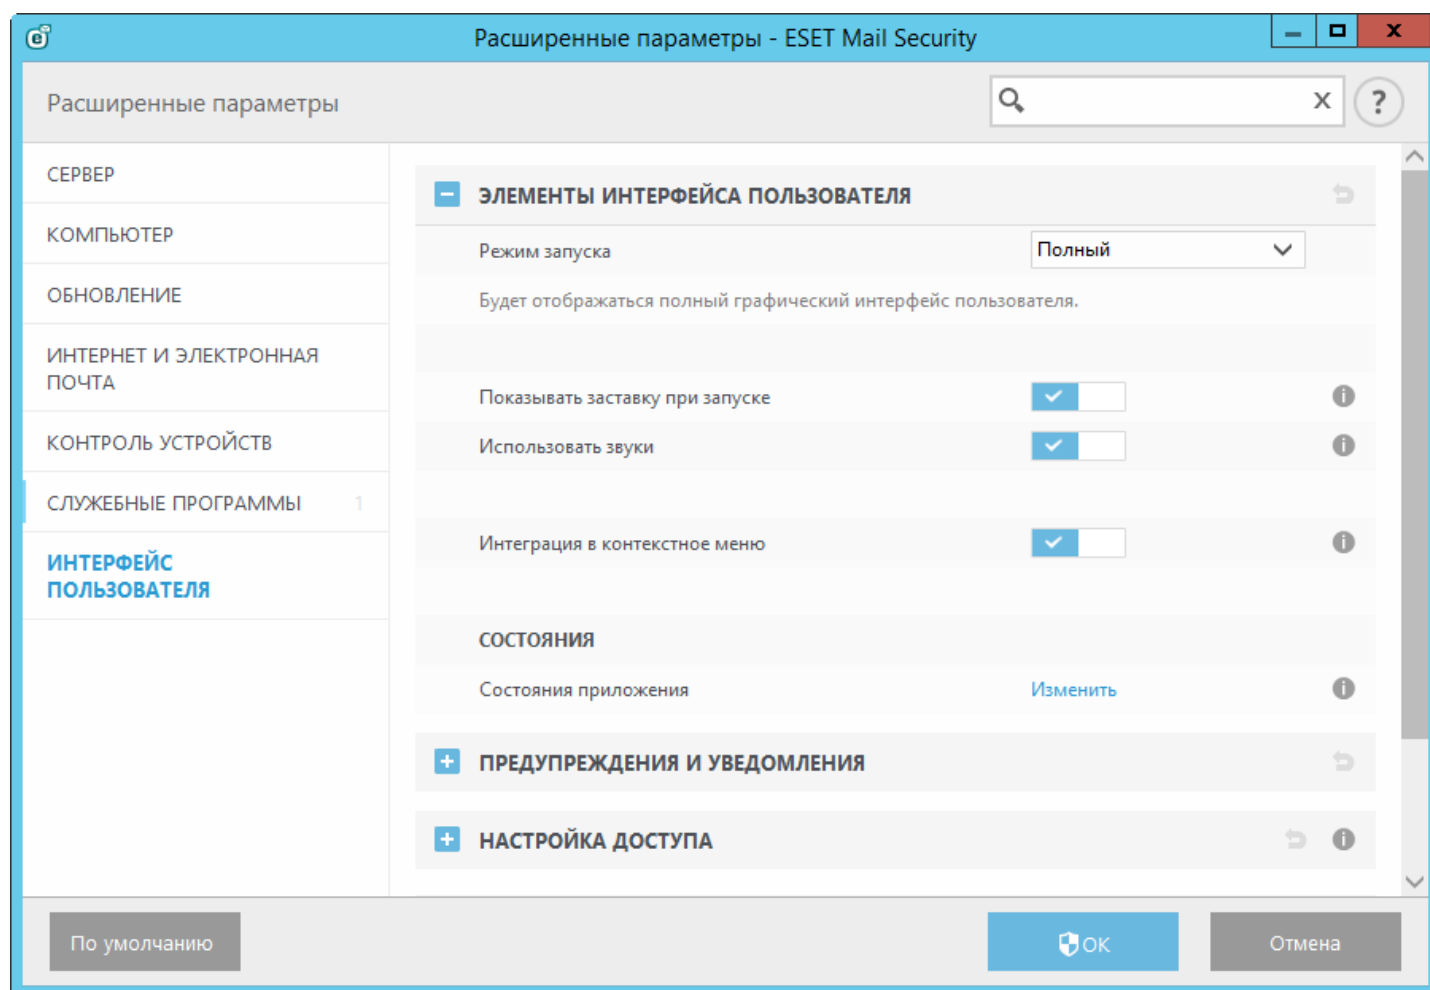 Расширенные параметры - ESET Mail Security
Расширенные параметры
?
СЕРВЕР
КОМПЬЮТЕР
ОБНОВЛЕНИЕ
ИНТЕРНЕТ И ЭЛЕКТРОННАЯ
ПОЧТА
КОНТРОЛЬ УСТРОЙСТВ
СЛУЖЕБНЫЕ ПРОГРАММЫ 1
ИНТЕРФЕЙС
ПОЛЬЗОВАТЕЛЯ
ЭЛЕМЕНТЫ ИНТЕРФЕЙСА ПОЛЬЗОВАТЕЛЯ
Режим запуска Полный
Будет отображаться полный графический интерфейс пользователя.
Показывать заставку при запуске
Использовать звуки
Интеграция в контекстное меню
СОСТОЯНИЯ
Состояния приложения Изменить
ПРЕДУПРЕЖДЕНИЯ И УВЕДОМЛЕНИЯ
НАСТРОЙКА ДОСТУПА
По умолчанию OK Отмена